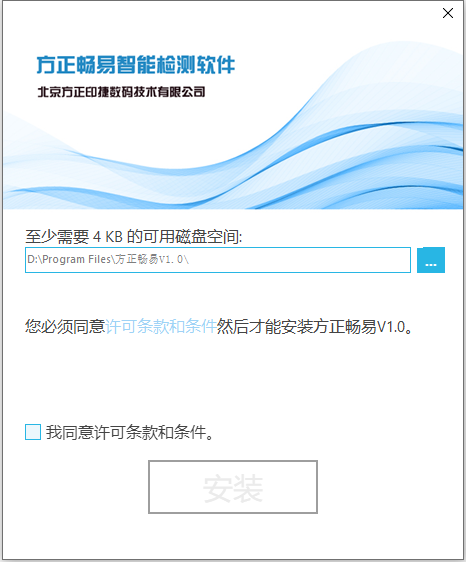 方正畅易智能检测软件
北京方正印捷数码技术有限公司
至少需要 4 KB 的可用磁盘空间:
D:\Program Files\方正畅易V1.0\
...
您必须同意许可条款和条件然后才能安装方正畅易V1.0。
我同意许可条款和条件。
安装